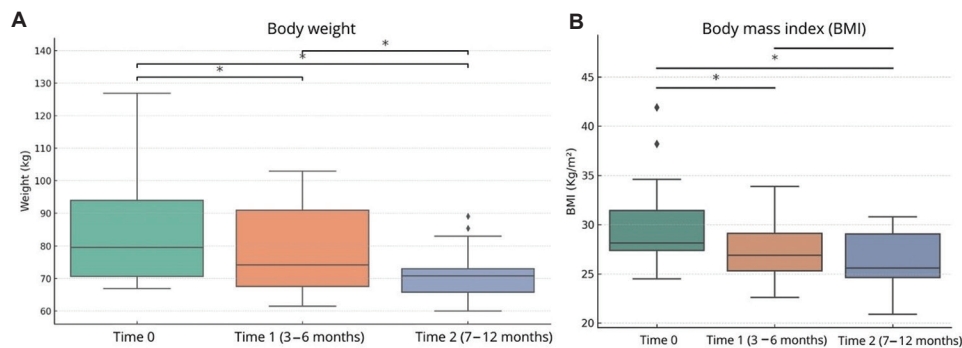 A
Body weight
140
130
120
110
100
90
80
70
60
Weight (kg)
*
*
*
Time 0
Time 1 (3–6 months)
Time 2 (7–12 months)
B
Body mass index (BMI)
45
40
35
30
25
20
BMI (Kg/m²)
*
*
Time 0
Time 1 (3–6 months)
Time 2 (7–12 months)